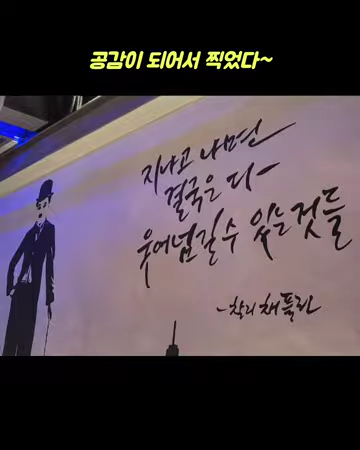 공감이 되어서 찍었다~
지나고 나면
결국은 다
웃어넘길 수 있는 것들
-찰리 채플린